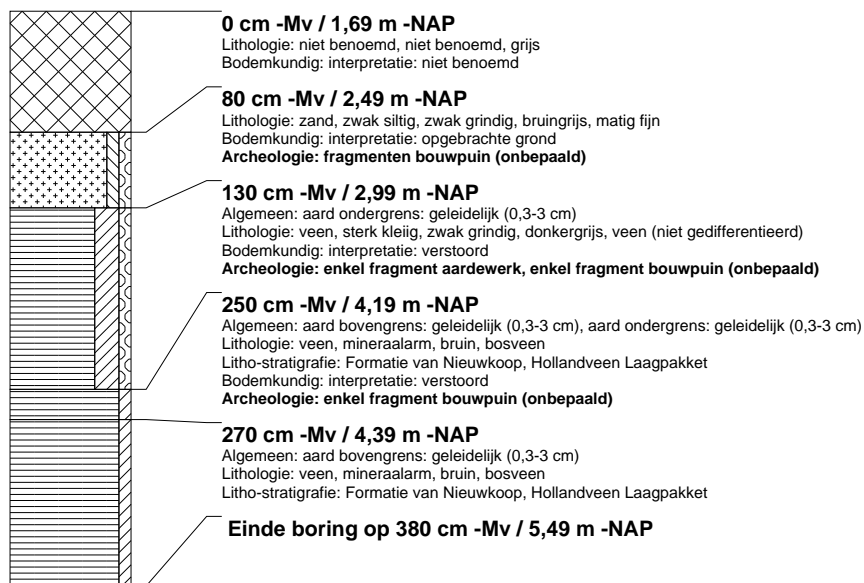 0 cm -Mv / 1,69 m -NAP
Lithologie: niet benoemd, niet benoemd, grijs
Bodemkundig: interpretatie: niet benoemd
80 cm -Mv / 2,49 m -NAP
Lithologie: zand, zwak siltig, zwak grindig, bruingrijs, matig fijn
Bodemkundig: interpretatie: opgebrachte grond
Archeologie: fragmenten bouwpuin (onbepaald)
130 cm -Mv / 2,99 m -NAP
Algemeen: aard ondergrens: geleidelijk (0,3-3 cm)
Lithologie: veen, sterk kleiig, zwak grindig, donkergrijs, veen (niet gedifferentieerd)
Bodemkundig: interpretatie: verstoord
Archeologie: enkel fragment aardewerk, enkel fragment bouwpuin (onbepaald)
250 cm -Mv / 4,19 m -NAP
Algemeen: aard bovengrens: geleidelijk (0,3-3 cm), aard ondergrens: geleidelijk (0,3-3 cm)
Lithologie: veen, mineraalarm, bruin, bosveen
Litho-stratigrafie: Formatie van Nieuwkoop, Hollandveen Laagpakket
Bodemkundig: interpretatie: verstoord
Archeologie: enkel fragment bouwpuin (onbepaald)
270 cm -Mv / 4,39 m -NAP
Algemeen: aard bovengrens: geleidelijk (0,3-3 cm)
Lithologie: veen, mineraalarm, bruin, bosveen
Litho-stratigrafie: Formatie van Nieuwkoop, Hollandveen Laagpakket
Einde boring op 380 cm -Mv / 5,49 m -NAP